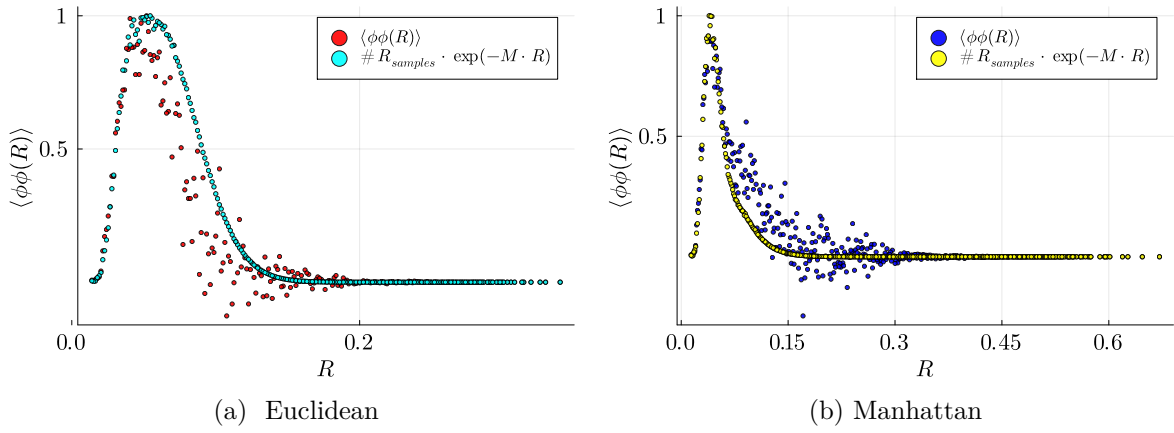 ⟨ϕϕ(R)⟩
1
0.5
0.0
0.2
R
⟨ϕϕ(R)⟩
# R_samples · exp(−M · R)
(a) Euclidean
⟨ϕϕ(R)⟩
1
0.5
0.0
0.15
0.3
0.45
0.6
R
⟨ϕϕ(R)⟩
# R_samples · exp(−M · R)
(b) Manhattan